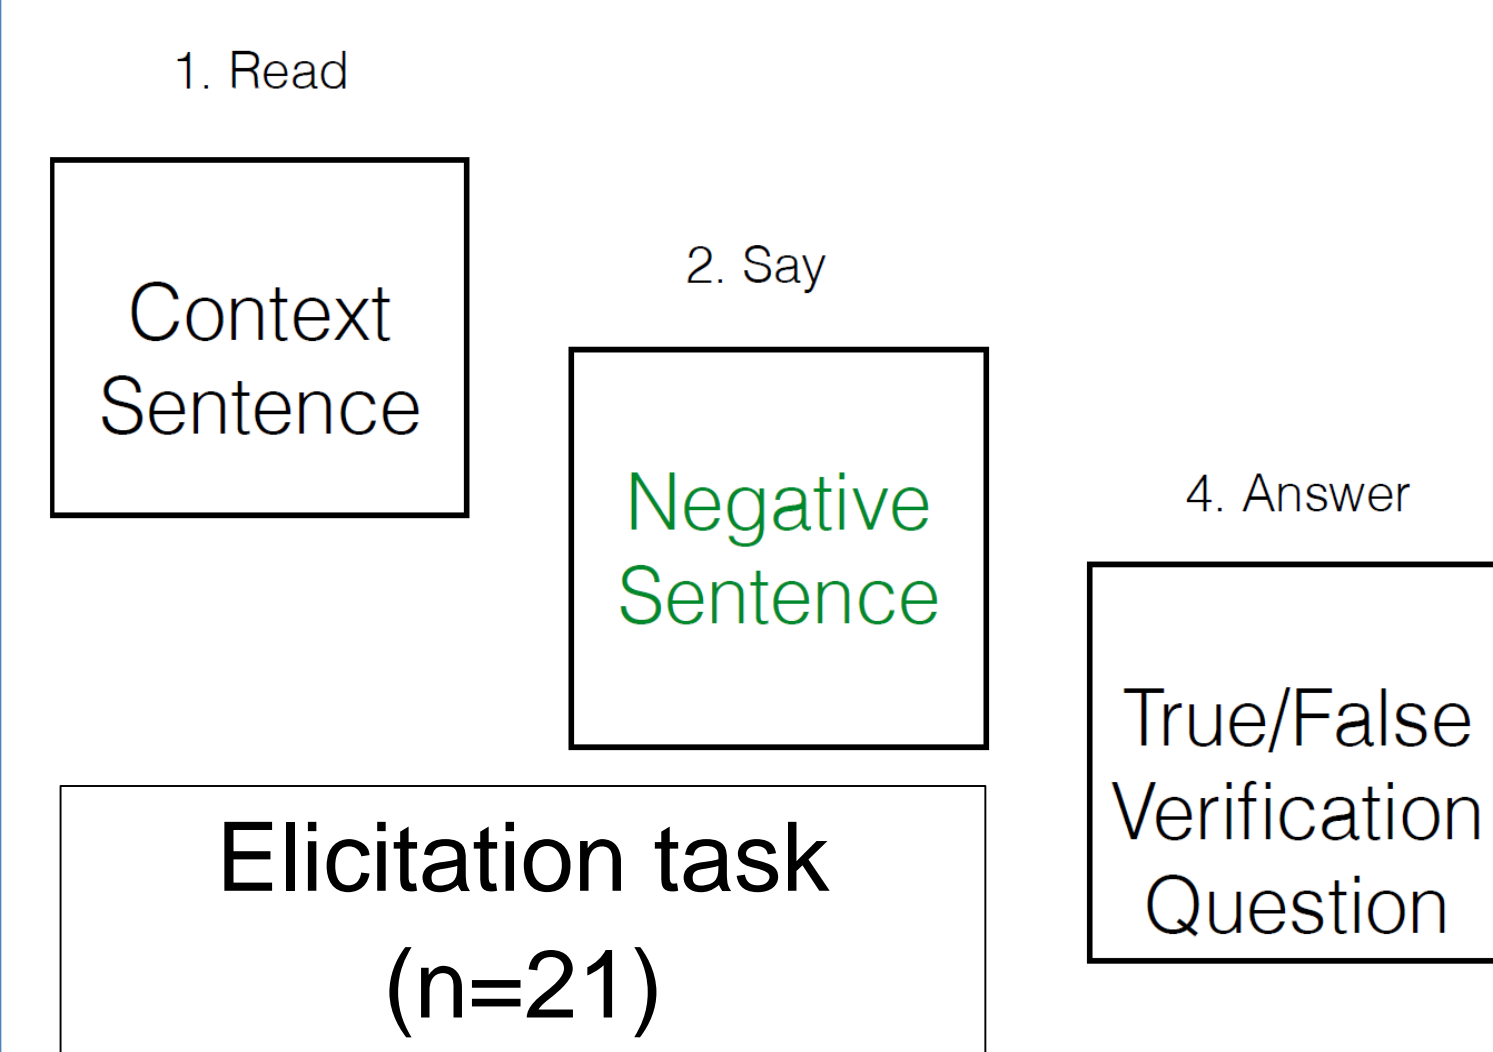 1. Read
Context
Sentence
2. Say
Negative
Sentence
4. Answer
True/False
Verification
Question
Elicitation task
(n=21)